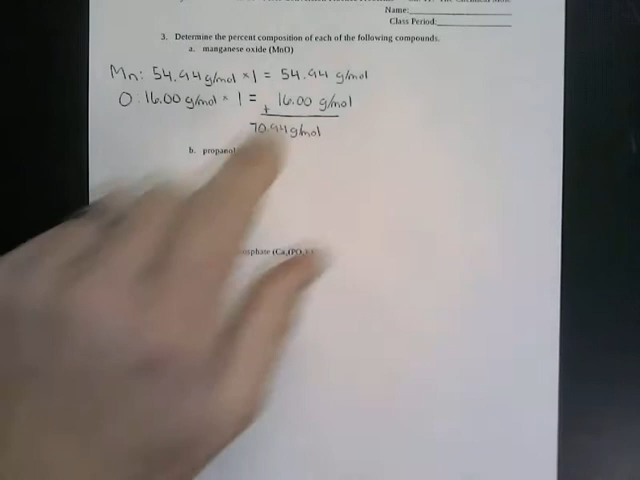 Name:
Class Period:
3. Determine the percent composition of each of the following compounds.
a. manganese oxide (MnO)
Mn: 54.94 g/mol × 1 = 54.94 g/mol
O: 16.00 g/mol × 1 = + 16.00 g/mol
70.94 g/mol
b. propanol